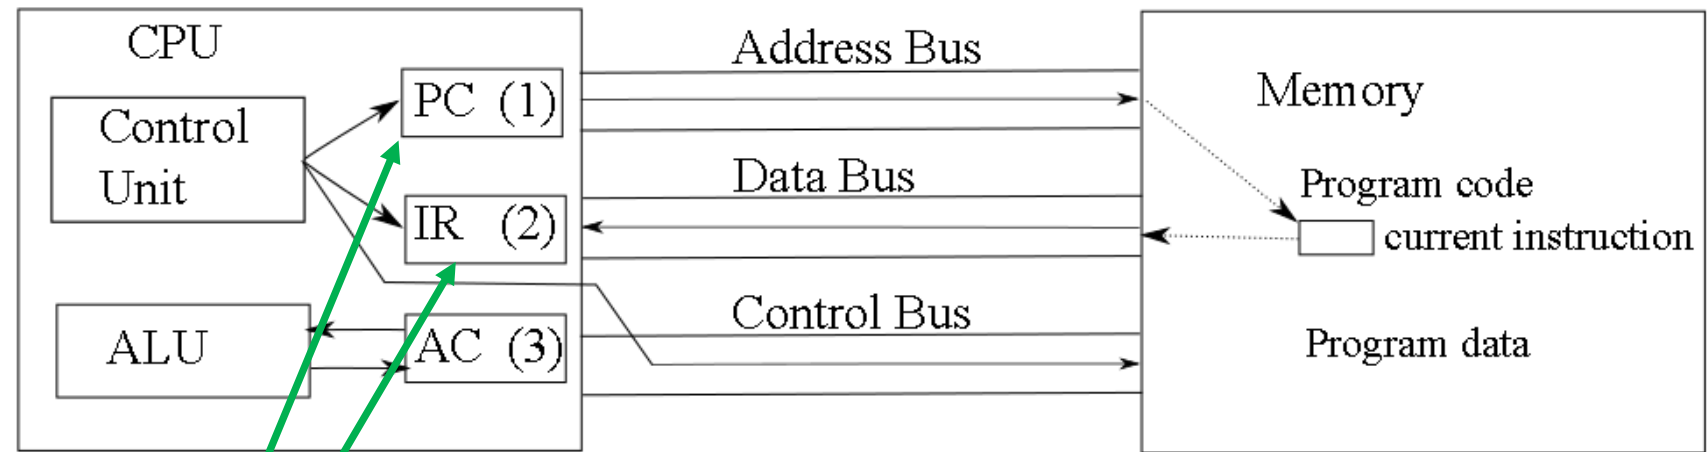 CPU
Control
Unit
PC (1)
IR (2)
ALU
AC (3)
Address Bus
Data Bus
Control Bus
Memory
Program code
current instruction
Program data